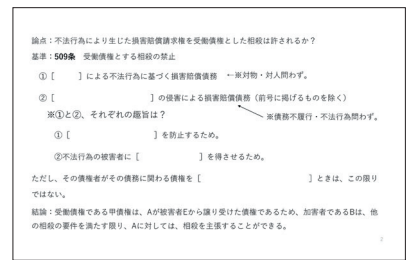 論点：不法行為により生じた損害賠償請求権を受働債権とした相殺は許されるか？
基準：509条　受働債権とする相殺の禁止
①［　　　］による不法行為に基づく損害賠償債務　←※対物・対人問わず。
②［　　　　　　　　　］の侵害による損害賠償債務（前号に掲げるものを除く）
※①と②、それぞれの趣旨は？
※債務不履行・不法行為問わず。
①［　　　　　　　　］を防止するため。
②不法行為の被害者に［　　　　　　　］を得させるため。
ただし、その債権者がその債務に関わる債権を［　　　　　　　　　　　］ときは、この限り
ではない。
結論：受働債権である甲債権は、Aが被害者Eから譲り受けた債権であるため、加害者であるBは、他
の相殺の要件を満たす限り、Aに対しては、相殺を主張することができる。
2